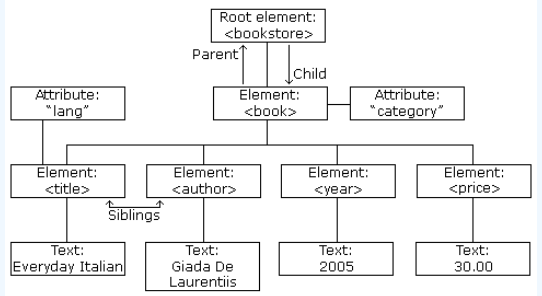 Root element:
<bookstore>
Parent
Child
Attribute:
"lang"
Element:
<book>
Attribute:
"category"
Element:
<title>
Element:
<author>
Element:
<year>
Element:
<price>
Siblings
Text:
Everyday Italian
Text:
Giada De
Laurentiis
Text:
2005
Text:
30.00